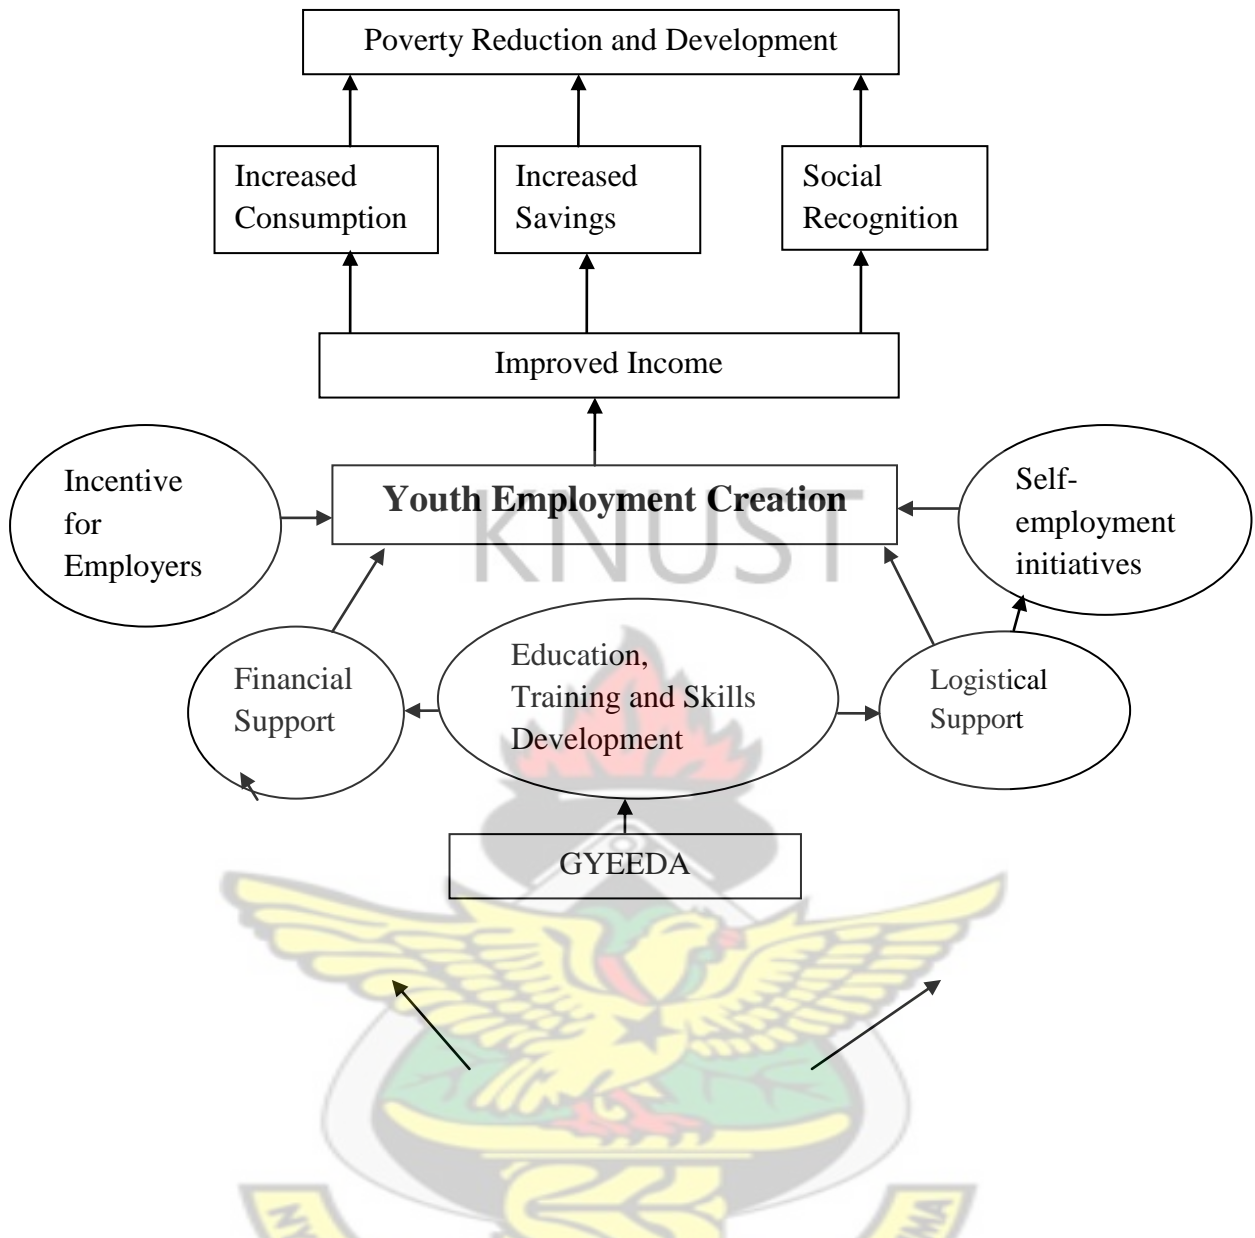 Poverty Reduction and Development
Increased
Consumption
Increased
Savings
Social
Recognition
Improved Income
Incentive
for
Employers
Youth Employment Creation
KNUST
Self-
employment
initiatives
Financial
Support
Education,
Training and Skills
Development
Logistical
Support
GYEEDA